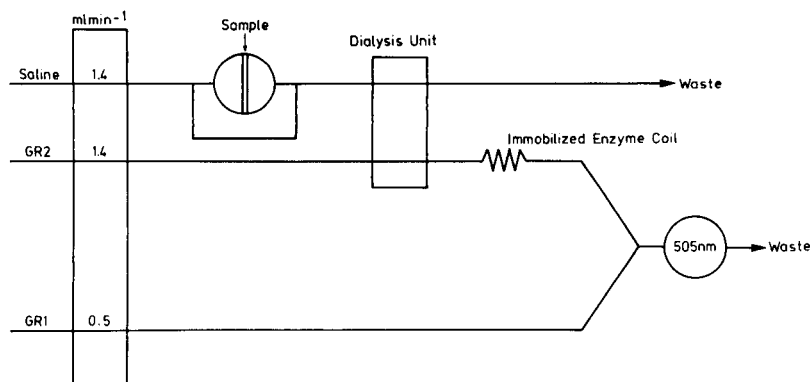 mlmin-1
Sample
Dialysis Unit
Saline
1.4
Waste
GR2
1.4
Immobilized Enzyme Coil
505nm
Waste
GR1
0.5